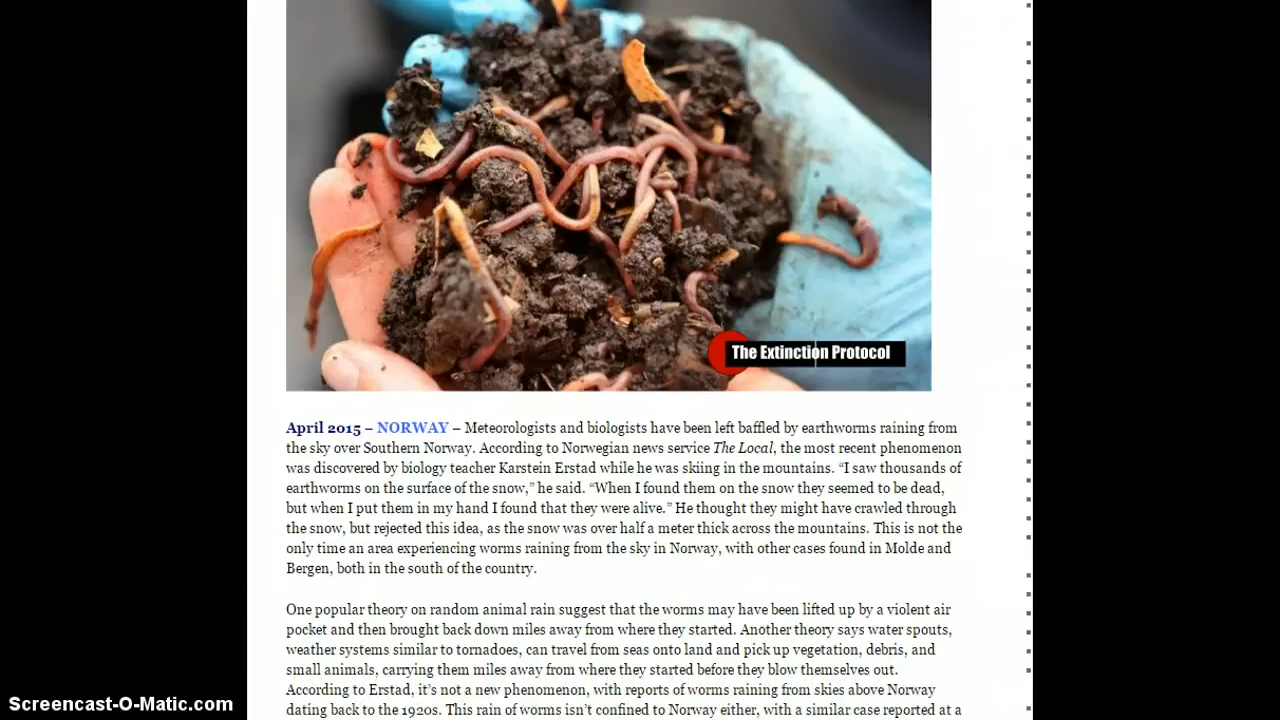 The Extinction Protocol
April 2015 – NORWAY – Meteorologists and biologists have been left baffled by earthworms raining from
the sky over Southern Norway. According to Norwegian news service The Local, the most recent phenomenon
was discovered by biology teacher Karstein Erstad while he was skiing in the mountains. “I saw thousands of
earthworms on the surface of the snow,” he said. “When I found them on the snow they seemed to be dead,
but when I put them in my hand I found that they were alive.” He thought they might have crawled through
the snow, but rejected this idea, as the snow was over half a meter thick across the mountains. This is not the
only time an area experiencing worms raining from the sky in Norway, with other cases found in Molde and
Bergen, both in the south of the country.
One popular theory on random animal rain suggest that the worms may have been lifted up by a violent air
pocket and then brought back down miles away from where they started. Another theory says water spouts,
weather systems similar to tornadoes, can travel from seas onto land and pick up vegetation, debris, and
small animals, carrying them miles away from where they started before they blow themselves out.
According to Erstad, it’s not a new phenomenon, with reports of worms raining from skies above Norway
dating back to the 1920s. This rain of worms isn’t confined to Norway either, with a similar case reported at a
Screencast-O-Matic.com